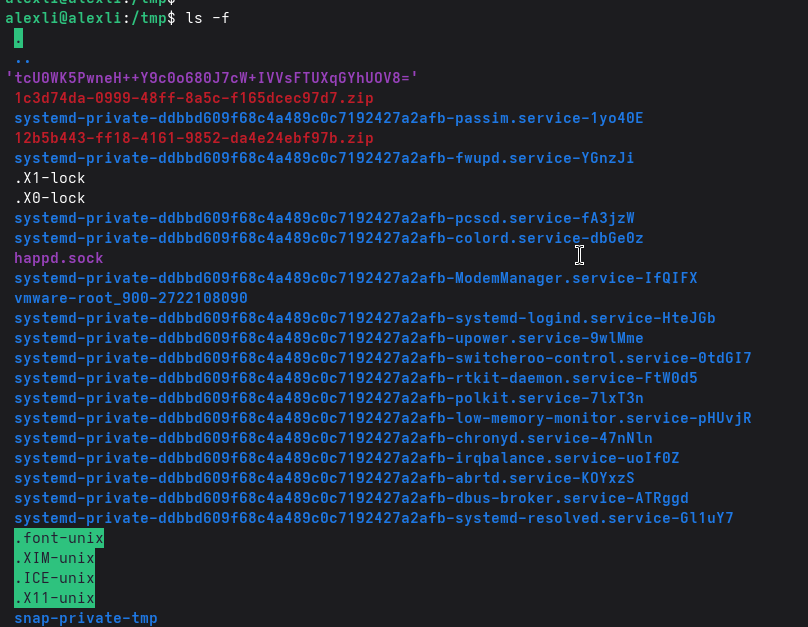 alexli@alexli:/tmp$ ls -f
.
..
'tcU0WK5PwneH++Y9c0o680J7cW+IVVsFTUXqGYhUOV8='
1c3d74da-0999-48ff-8a5c-f165dcec97d7.zip
systemd-private-ddbbd609f68c4a489c0c7192427a2afb-passim.service-1yo40E
12b5b443-ff18-4161-9852-da4e24ebf97b.zip
systemd-private-ddbbd609f68c4a489c0c7192427a2afb-fwupd.service-YGnzJi
.X1-lock
.X0-lock
systemd-private-ddbbd609f68c4a489c0c7192427a2afb-pcscd.service-fA3jzW
systemd-private-ddbbd609f68c4a489c0c7192427a2afb-colord.service-dbGe0z
happd.sock
systemd-private-ddbbd609f68c4a489c0c7192427a2afb-ModemManager.service-IfQIFX
vmware-root_900-2722108090
systemd-private-ddbbd609f68c4a489c0c7192427a2afb-systemd-logind.service-HteJGb
systemd-private-ddbbd609f68c4a489c0c7192427a2afb-upower.service-9wlMme
systemd-private-ddbbd609f68c4a489c0c7192427a2afb-switcheroo-control.service-0tdGI7
systemd-private-ddbbd609f68c4a489c0c7192427a2afb-rtkit-daemon.service-FtW0d5
systemd-private-ddbbd609f68c4a489c0c7192427a2afb-polkit.service-7lxT3n
systemd-private-ddbbd609f68c4a489c0c7192427a2afb-low-memory-monitor.service-pHUvjR
systemd-private-ddbbd609f68c4a489c0c7192427a2afb-chronyd.service-47nNln
systemd-private-ddbbd609f68c4a489c0c7192427a2afb-irqbalance.service-uoIf0Z
systemd-private-ddbbd609f68c4a489c0c7192427a2afb-abrtd.service-KOYxzS
systemd-private-ddbbd609f68c4a489c0c7192427a2afb-dbus-broker.service-ATRggd
systemd-private-ddbbd609f68c4a489c0c7192427a2afb-systemd-resolved.service-Gl1uY7
.font-unix
.XIM-unix
.ICE-unix
.X11-unix
snap-private-tmp